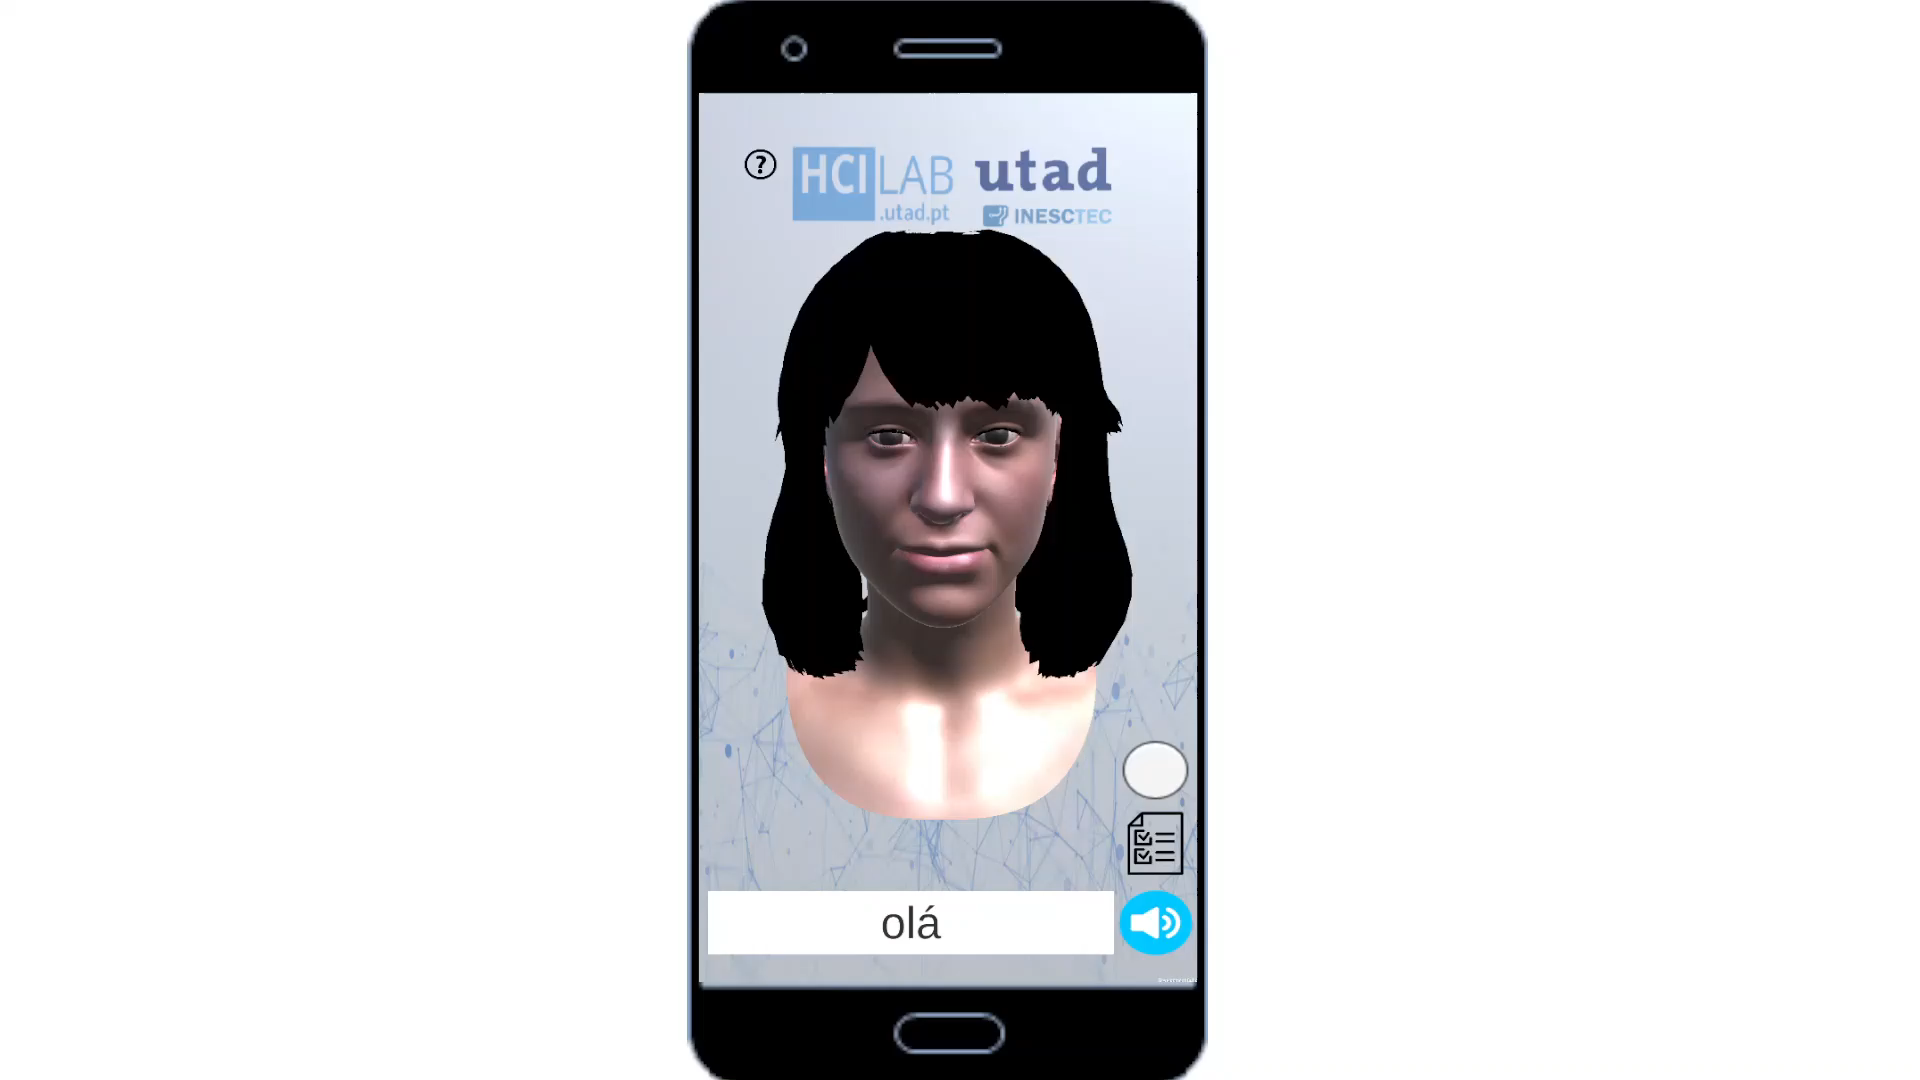 ?
HCI LAB
.utad.pt
utad
INESCTEC
olá